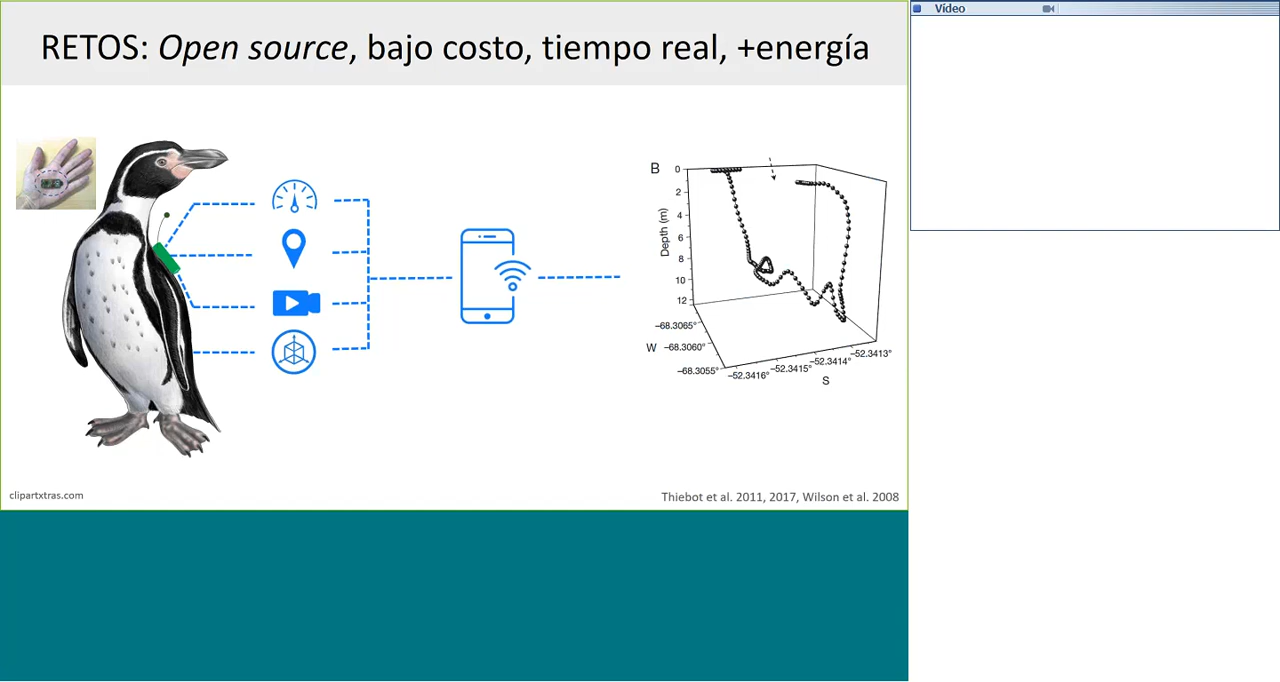 RETOS: Open source, bajo costo, tiempo real, +energía
Vídeo
B
0
2
4
6
8
10
12
Depth (m)
−68.3065°
W
−68.3060°
−68.3055°
−52.3416°
−52.3415°
−52.3414°
−52.3413°
S
clipartxtras.com
Thiebot et al. 2011, 2017, Wilson et al. 2008